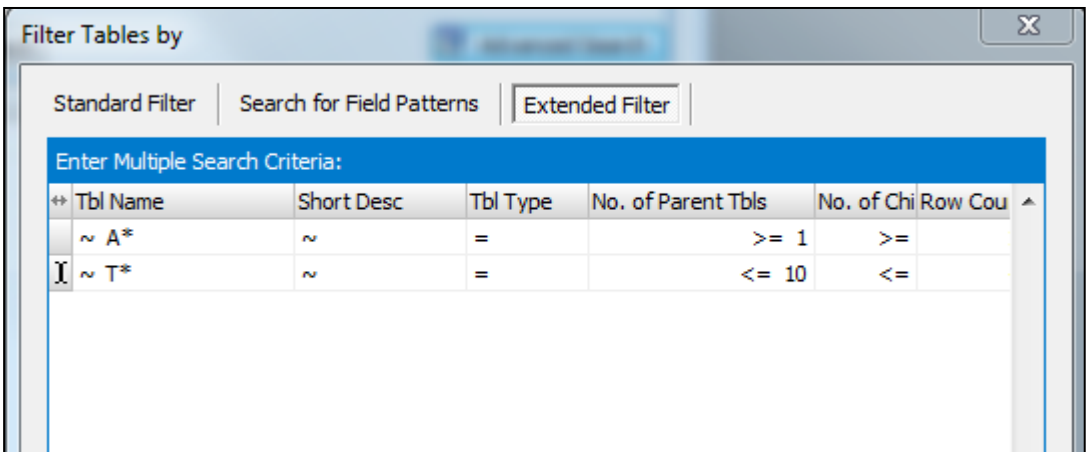 Filter Tables by
Standard Filter Search for Field Patterns Extended Filter
Enter Multiple Search Criteria:
Tbl Name Short Desc Tbl Type No. of Parent Tbls No. of Chi Row Cou
~ A* ~ = >= 1 >=
~ T* ~ = <= 10 <=